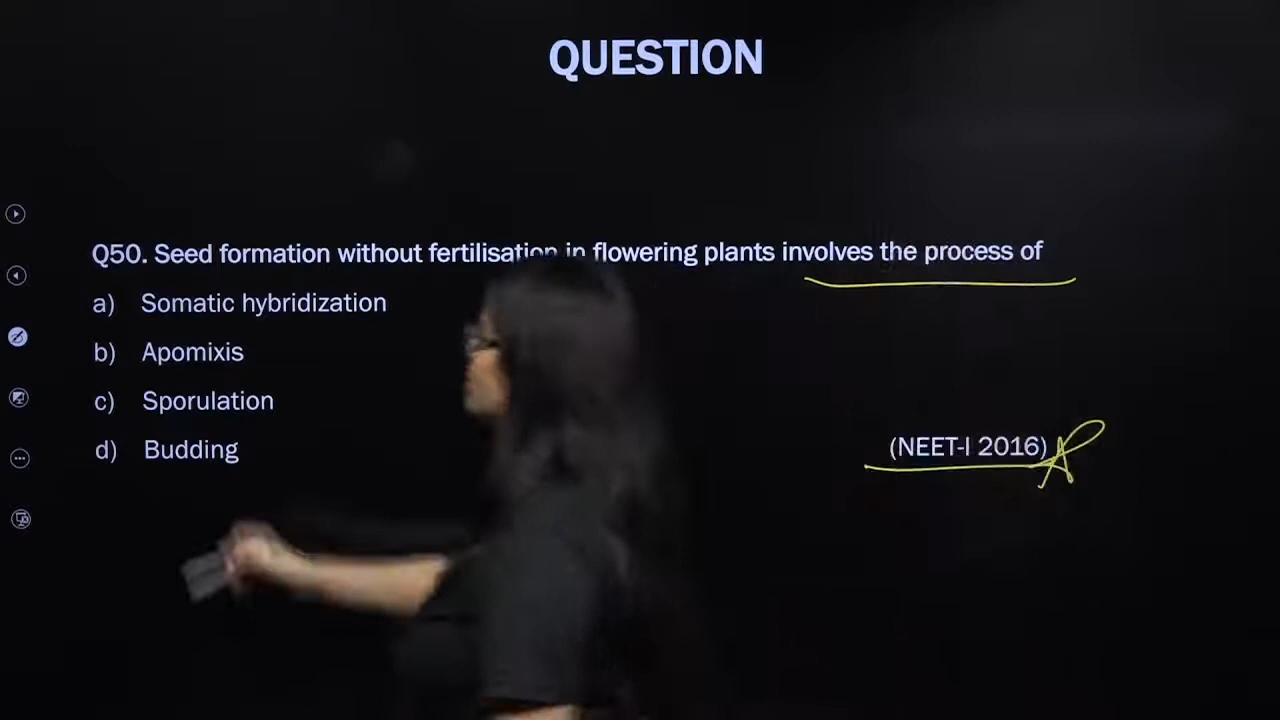 QUESTION
Q50. Seed formation without fertilisation in flowering plants involves the process of
a) Somatic hybridization
b) Apomixis
c) Sporulation
d) Budding
(NEET-I 2016)